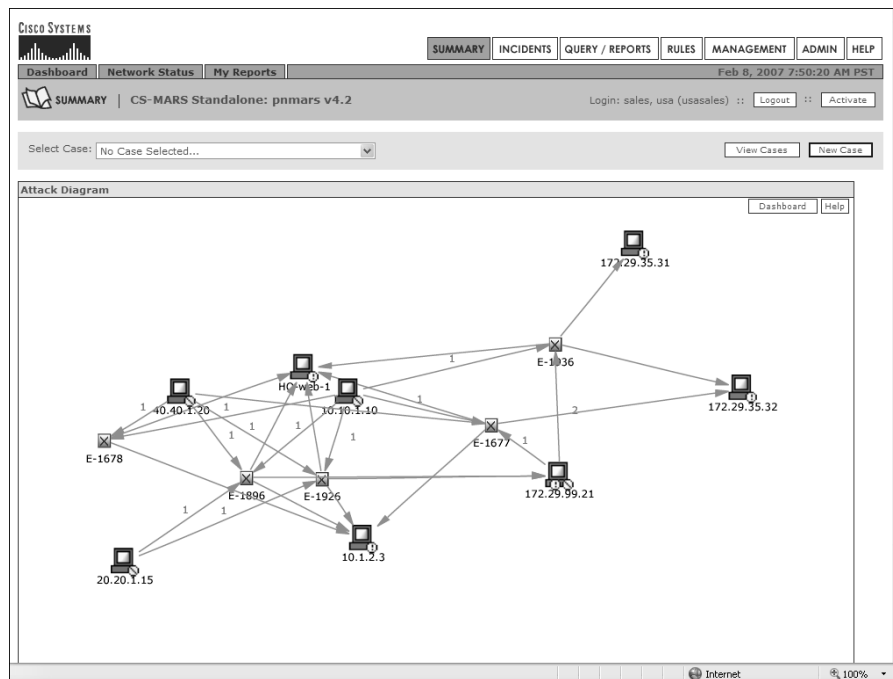 CISCO SYSTEMS
SUMMARY INCIDENTS QUERY / REPORTS RULES MANAGEMENT ADMIN HELP
Dashboard Network Status My Reports Feb 8, 2007 7:50:20 AM PST
SUMMARY | CS-MARS Standalone: pnmars v4.2 Login: sales, usa (usasales) :: Logout :: Activate
Select Case: No Case Selected... View Cases New Case
Attack Diagram
Dashboard Help
172.29.35.31
1
E-1036
HQ-web-1
40.40.1.20
10.10.1.10
172.29.35.32
1
1
1
2
E-1677
E-1678
1
1
1
1
E-1896
E-1926
172.29.99.21
1
1
10.1.2.3
20.20.1.15
Internet 100%